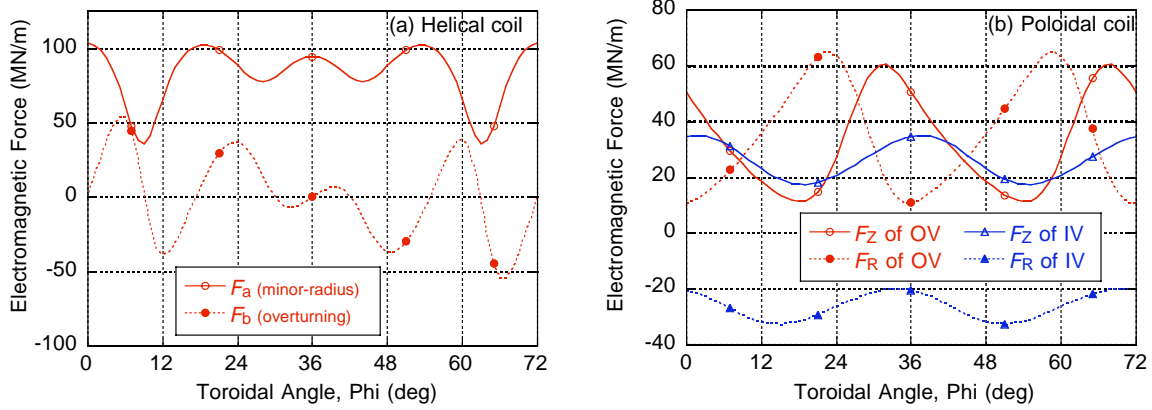 (a) Helical coil
Electromagnetic Force (MN/m)
100
50
0
-50
-100
Fa (minor-radius)
Fb (overturning)
0 12 24 36 48 60 72
Toroidal Angle, Phi (deg)
(b) Poloidal coil
Electromagnetic Force (MN/m)
80
60
40
20
0
-20
-40
FZ of OV FZ of IV
FR of OV FR of IV
0 12 24 36 48 60 72
Toroidal Angle, Phi (deg)